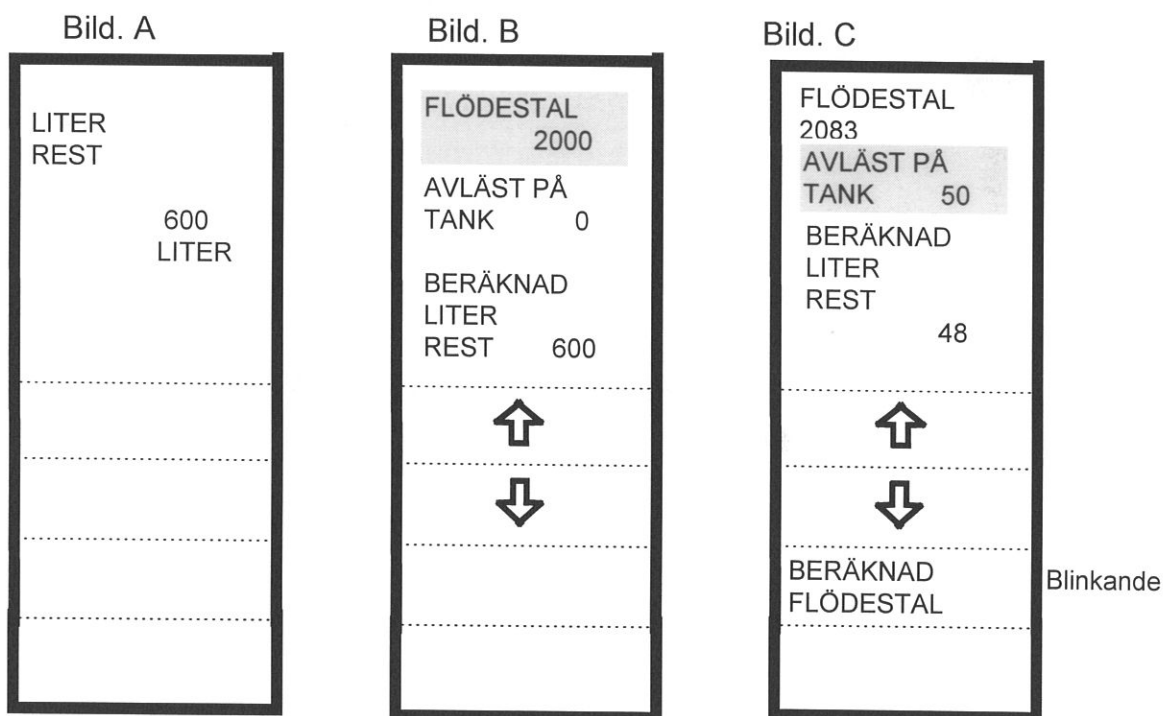 Bild. A
LITER
REST
600
LITER
Bild. B
FLÖDESTAL
2000
AVLÄST PÅ
TANK 0
BERÄKNAD
LITER
REST 600
Bild. C
FLÖDESTAL
2083
AVLÄST PÅ
TANK 50
BERÄKNAD
LITER
REST
48
BERÄKNAD
FLÖDESTAL
Blinkande